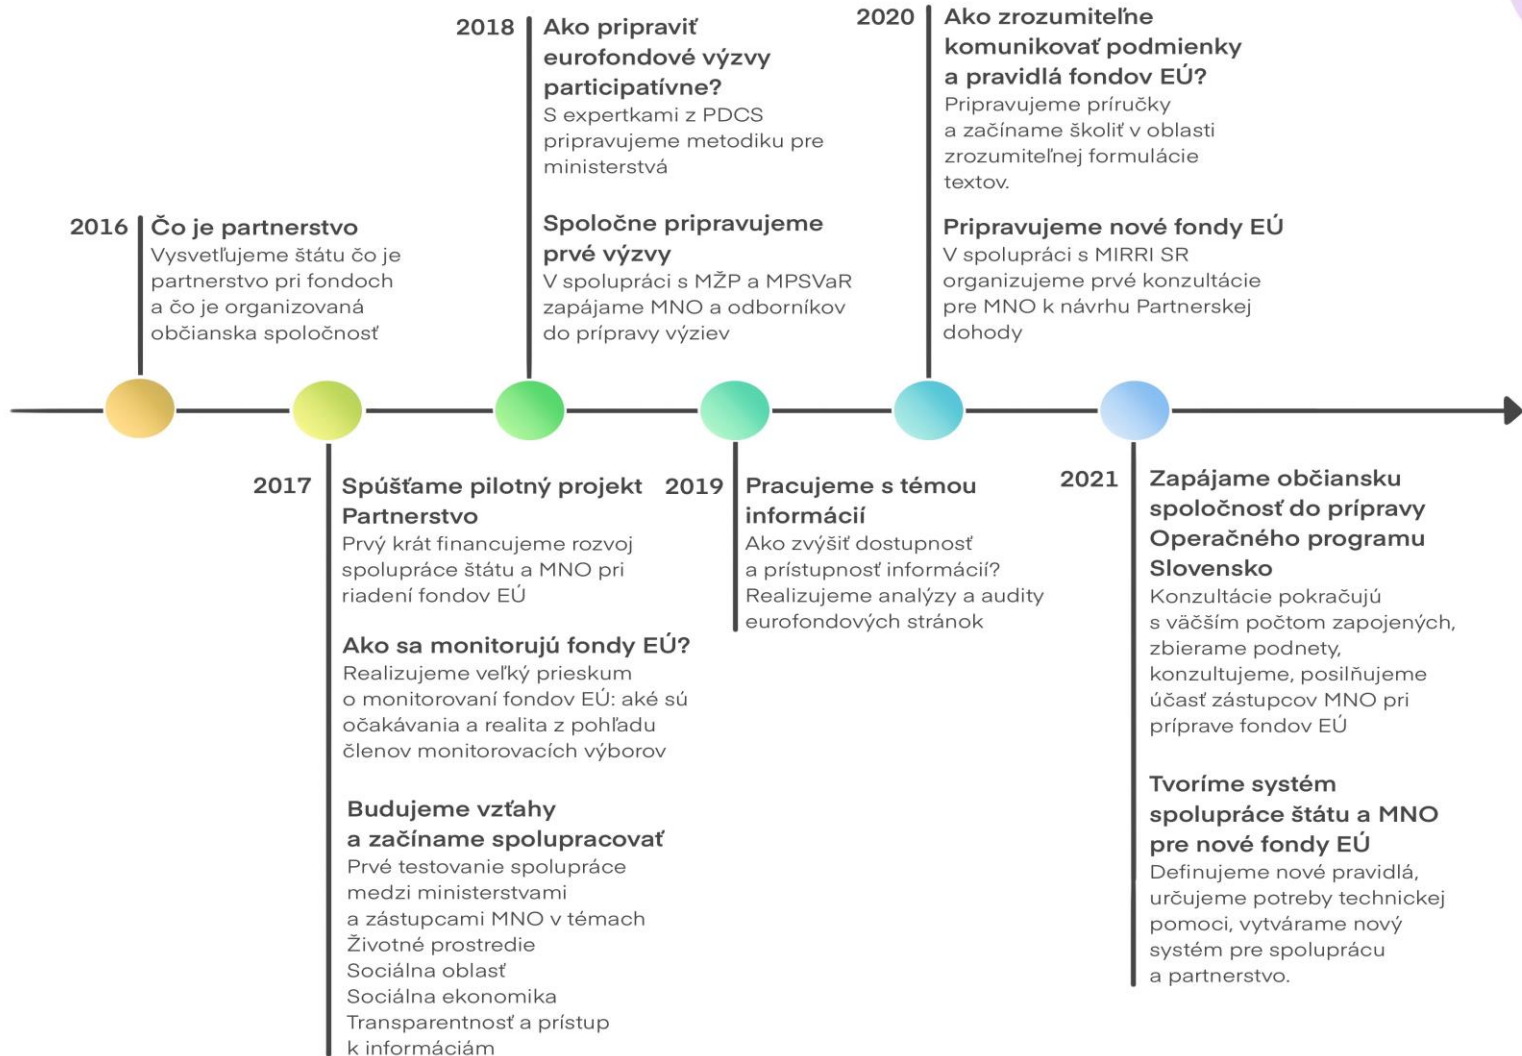 2016
Čo je partnerstvo
Vysvetľujeme štátu čo je
partnerstvo pri fondoch
a čo je organizovaná
občianska spoločnosť
2017
Spúšťame pilotný projekt
Partnerstvo
Prvý krát financujeme rozvoj
spolupráce štátu a MNO pri
riadení fondov EÚ
Ako sa monitorujú fondy EÚ?
Realizujeme veľký prieskum
o monitorovaní fondov EÚ: aké sú
očakávania a realita z pohľadu
členov monitorovacích výborov
Budujeme vzťahy
a začíname spolupracovať
Prvé testovanie spolupráce
medzi ministerstvami
a zástupcami MNO v témach
Životné prostredie
Sociálna oblasť
Sociálna ekonomika
Transparentnosť a prístup
k informáciám
2018
Ako pripraviť
eurofondové výzvy
participatívne?
S expertkami z PDCS
pripravujeme metodiku pre
ministerstvá
Spoločne pripravujeme
prvé výzvy
V spolupráci s MŽP a MPSVaR
zapájame MNO a odborníkov
do prípravy výziev
2019
Pracujeme s témou
informácií
Ako zvýšiť dostupnosť
a prístupnosť informácií?
Realizujeme analýzy a audity
eurofondových stránok
2020
Ako zrozumiteľne
komunikovať podmienky
a pravidlá fondov EÚ?
Pripravujeme príručky
a začíname školiť v oblasti
zrozumiteľnej formulácie
textov.
Pripravujeme nové fondy EÚ
V spolupráci s MIRRI SR
organizujeme prvé konzultácie
pre MNO k návrhu Partnerskej
dohody
2021
Zapájame občiansku
spoločnosť do prípravy
Operačného programu
Slovensko
Konzultácie pokračujú
s väčším počtom zapojených,
zbierame podnety,
konzultujeme, posilňujeme
účasť zástupcov MNO pri
príprave fondov EÚ
Tvoríme systém
spolupráce štátu a MNO
pre nové fondy EÚ
Definujeme nové pravidlá,
určujeme potreby technickej
pomoci, vytvárame nový
systém pre spoluprácu
a partnerstvo.